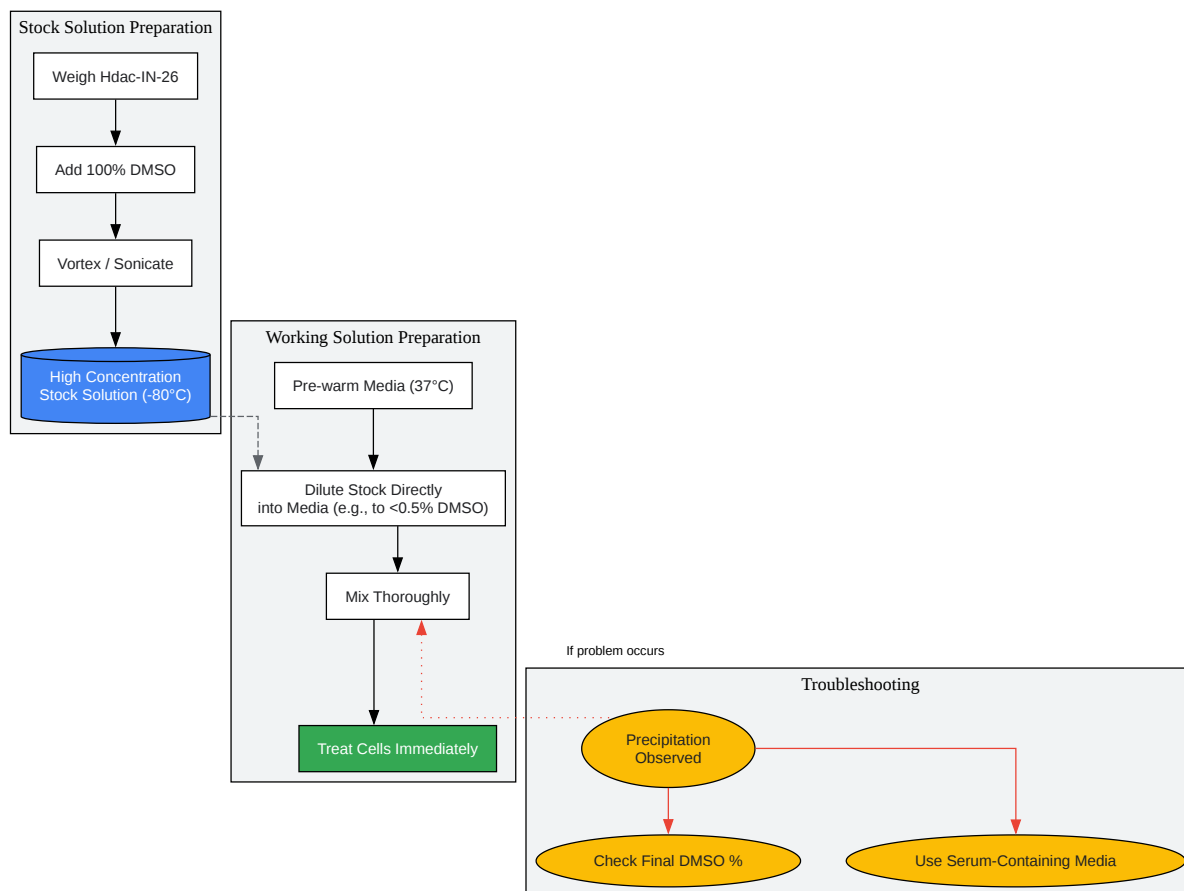 Stock Solution Preparation
Weigh Hdac-IN-26
Add 100% DMSO
Vortex / Sonicate
High Concentration
Stock Solution (-80°C)
Working Solution Preparation
Pre-warm Media (37°C)
Dilute Stock Directly
into Media (e.g., to <0.5% DMSO)
Mix Thoroughly
Treat Cells Immediately
If problem occurs
Troubleshooting
Precipitation
Observed
Check Final DMSO %
Use Serum-Containing Media